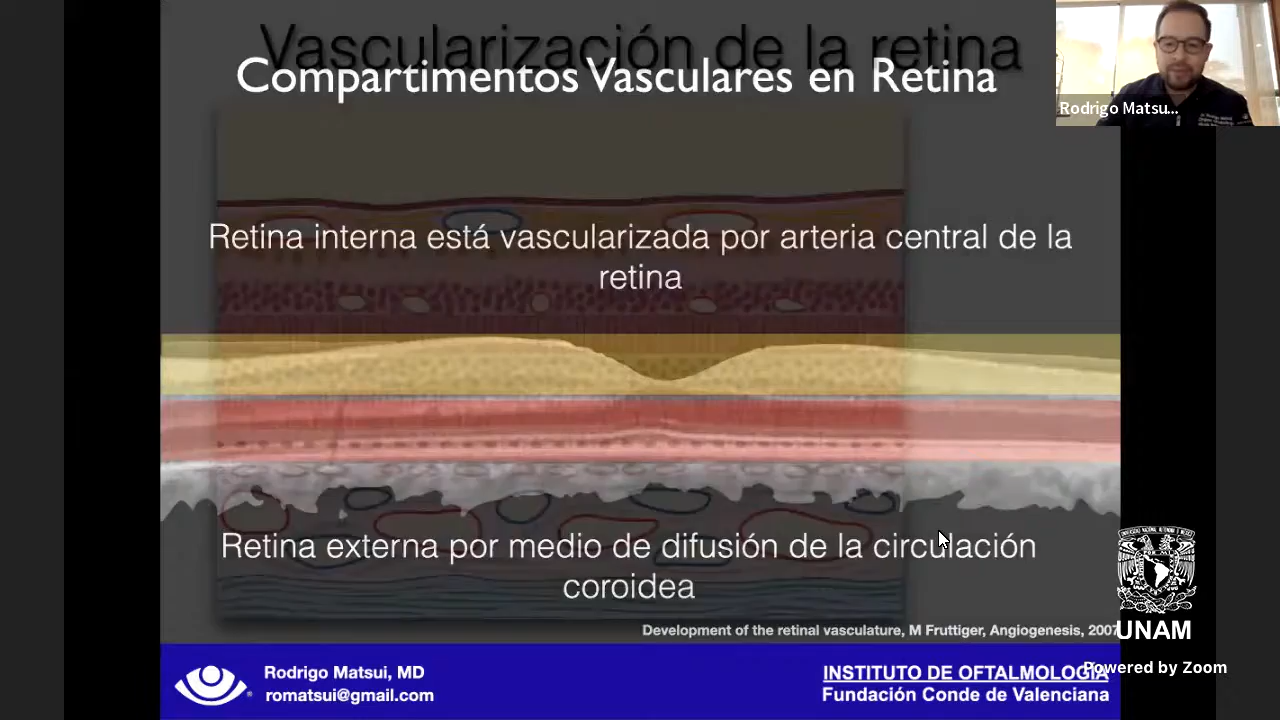 Vascularización de la retina
Compartimentos Vasculares en Retina
Rodrigo Matsu...
Retina interna está vascularizada por arteria central de la
retina
Retina externa por medio de difusión de la circulación
coroidea
Development of the retinal vasculature, M Fruttiger, Angiogenesis, 2007
UNAM
Powered by Zoom
Rodrigo Matsui, MD
romatsui@gmail.com
INSTITUTO DE OFTALMOLOGÍA
Fundación Conde de Valenciana